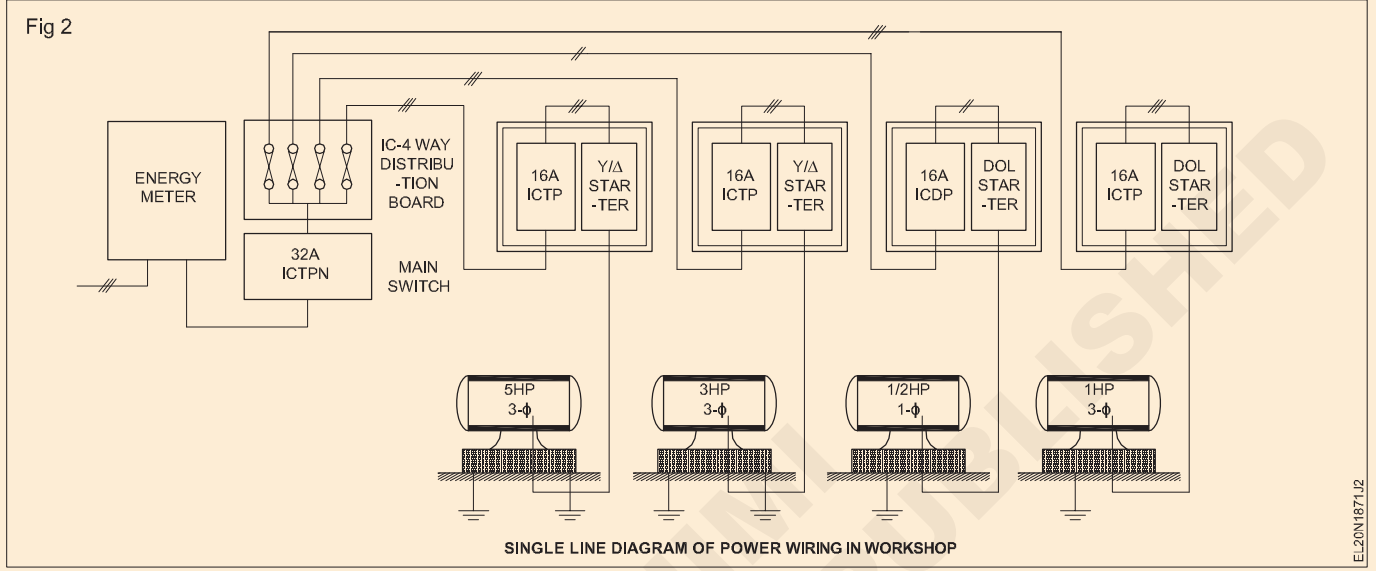 Fig 2
ENERGY
METER
IC-4 WAY
DISTRIBU
-TION
BOARD
32A
ICTPN
MAIN
SWITCH
16A
ICTP
Y/Δ
STAR
-TER
16A
ICTP
Y/Δ
STAR
-TER
16A
ICDP
DOL
STAR
-TER
16A
ICTP
DOL
STAR
-TER
5HP
3-ϕ
3HP
3-ϕ
1/2HP
1-ϕ
1HP
3-ϕ
SINGLE LINE DIAGRAM OF POWER WIRING IN WORKSHOP
EL20N1871J2
NIMI
UBLISHED